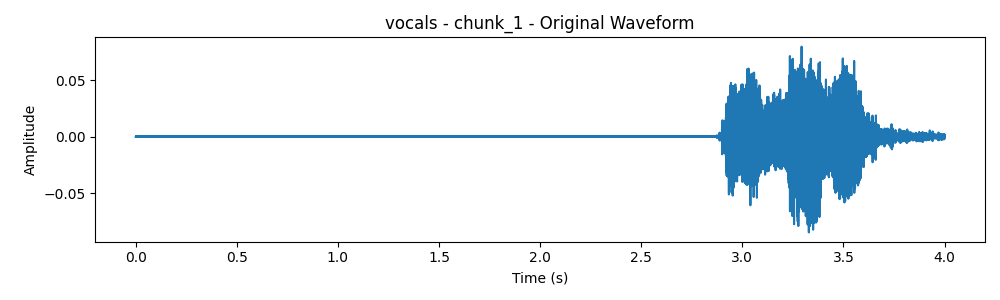 vocals - chunk_1 - Original Waveform
Amplitude
0.05
0.00
−0.05
0.0 0.5 1.0 1.5 2.0 2.5 3.0 3.5 4.0
Time (s)